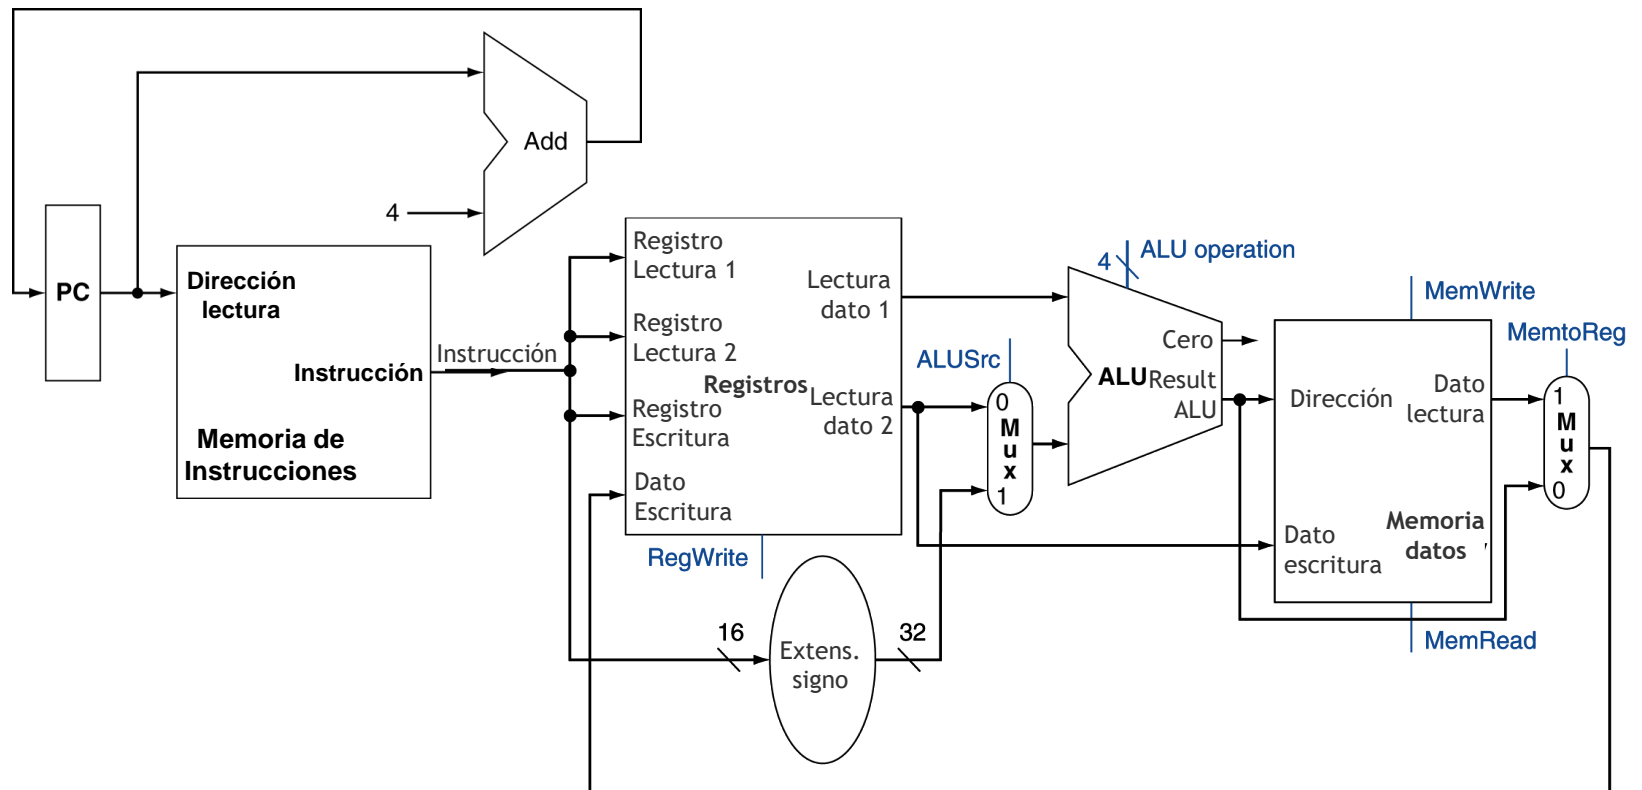 Add
4
PC
Dirección
lectura
Instrucción
Memoria de
Instrucciones
Instrucción
Registro
Lectura 1
Registro
Lectura 2
Registros
Registro
Escritura
Dato
Escritura
Lectura
dato 1
Lectura
dato 2
RegWrite
16
Extens.
signo
32
ALUSrc
0
M
u
x
1
4
ALU operation
Cero
ALU
Result
ALU
MemWrite
Dirección
Dato
lectura
Dato
escritura
Memoria
datos
MemRead
MemtoReg
1
M
u
x
0